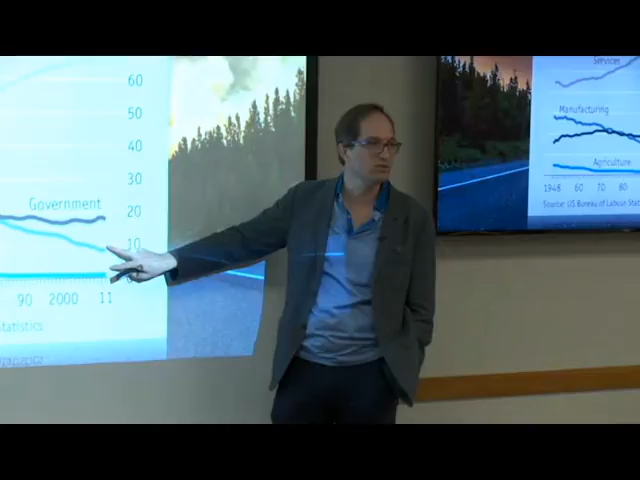 60
50
40
30
Government
20
10
90 2000 11
tatistics
Services
Manufacturing
Agriculture
1948 60 70 80
Source: US Bureau of Labour Stat